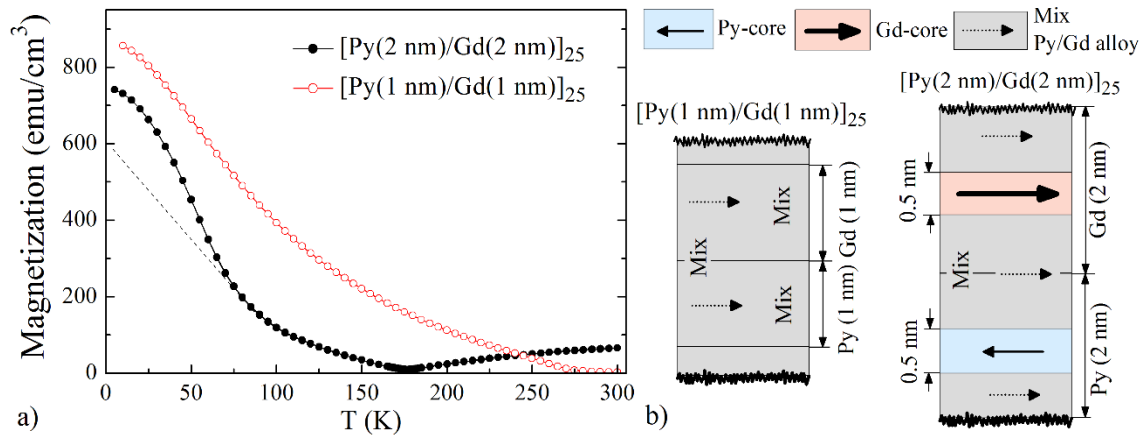 Magnetization (emu/cm³)
800
600
400
200
0
0 50 100 150 200 250 300
T (K)
[Py(2 nm)/Gd(2 nm)]₂₅
[Py(1 nm)/Gd(1 nm)]₂₅
a)
Py-core
Gd-core
Mix
Py/Gd alloy
[Py(1 nm)/Gd(1 nm)]₂₅
Mix
Mix
Mix
Gd (1 nm)
Py (1 nm)
b)
[Py(2 nm)/Gd(2 nm)]₂₅
0.5 nm
Mix
0.5 nm
Gd (2 nm)
Py (2 nm)